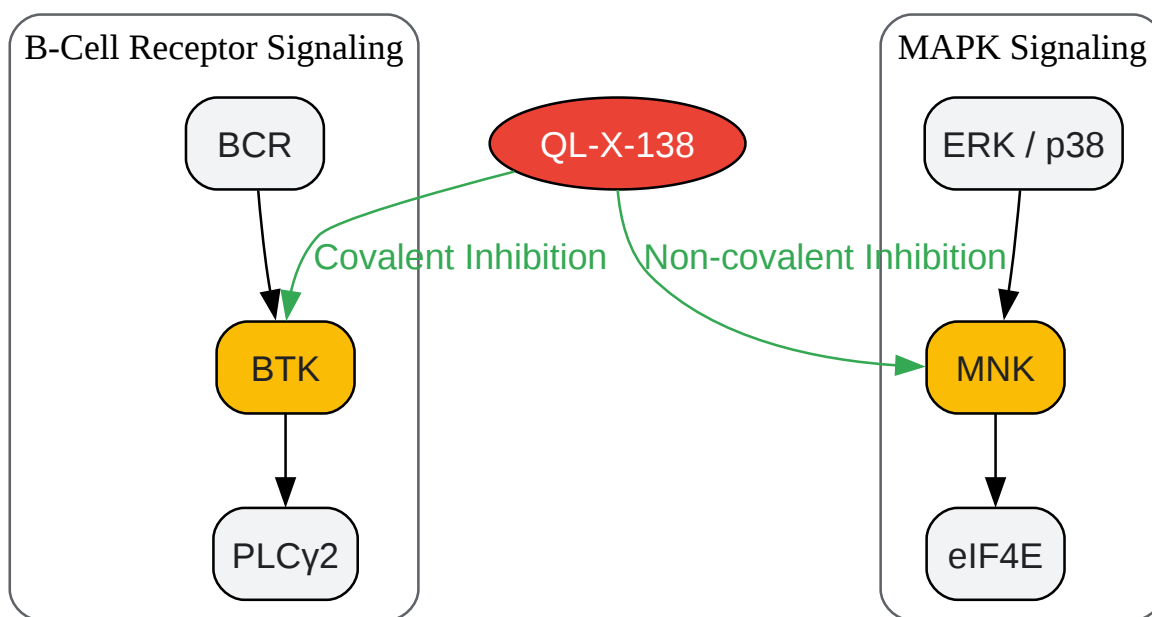 B-Cell Receptor Signaling
MAPK Signaling
BCR
QL-X-138
ERK / p38
Covalent Inhibition
Non-covalent Inhibition
BTK
MNK
PLCγ2
eIF4E